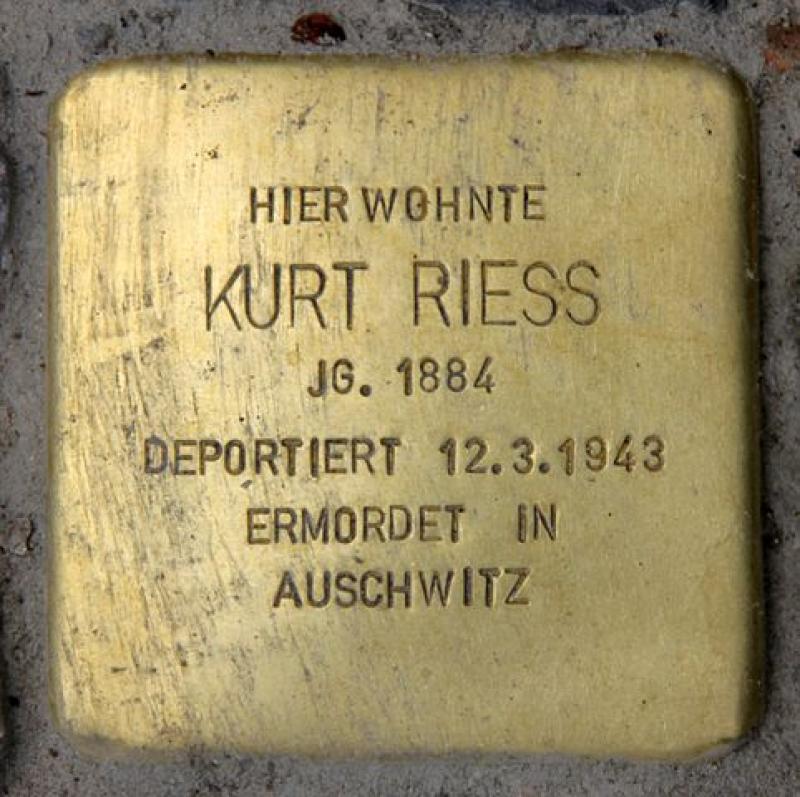 HIER WOHNTE
KURT RIESS
JG. 1884
DEPORTIERT 12.3.1943
ERMORDET IN
AUSCHWITZ